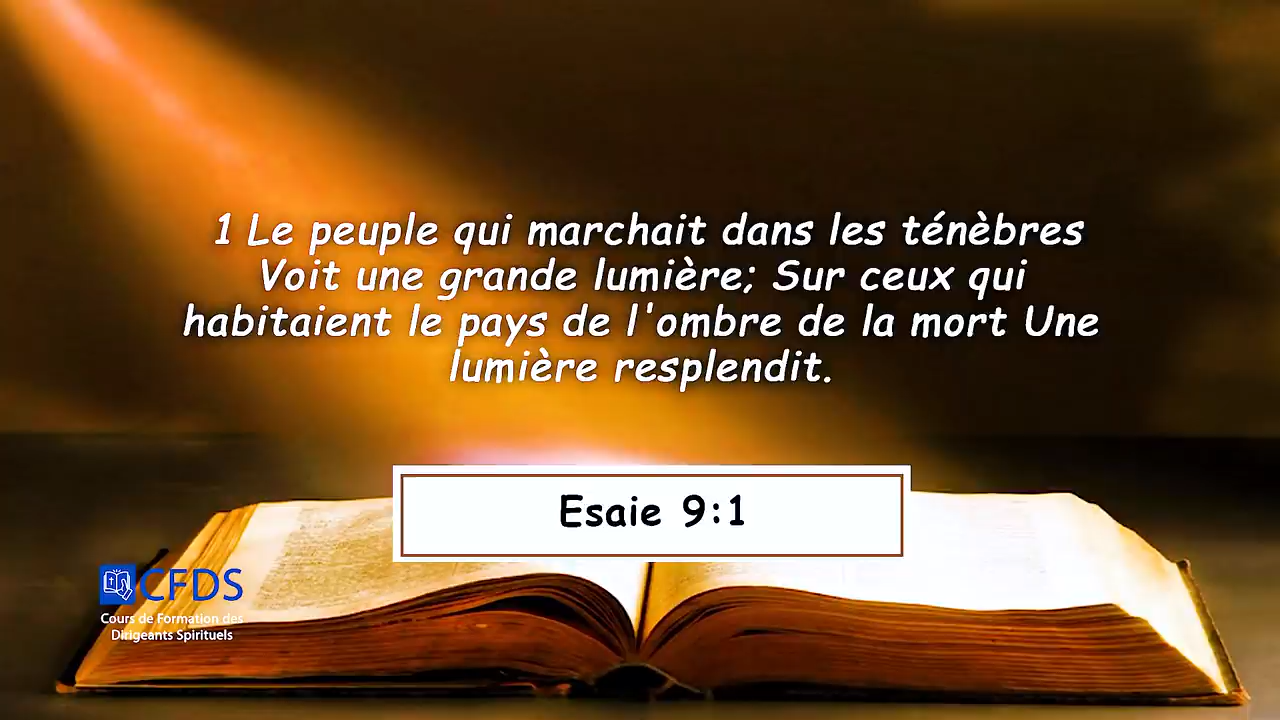 1 Le peuple qui marchait dans les ténèbres
Voit une grande lumière; Sur ceux qui
habitaient le pays de l'ombre de la mort Une
lumière resplendit.
Esaie 9:1
CFDS
Cours de Formation des
Dirigeants Spirituels